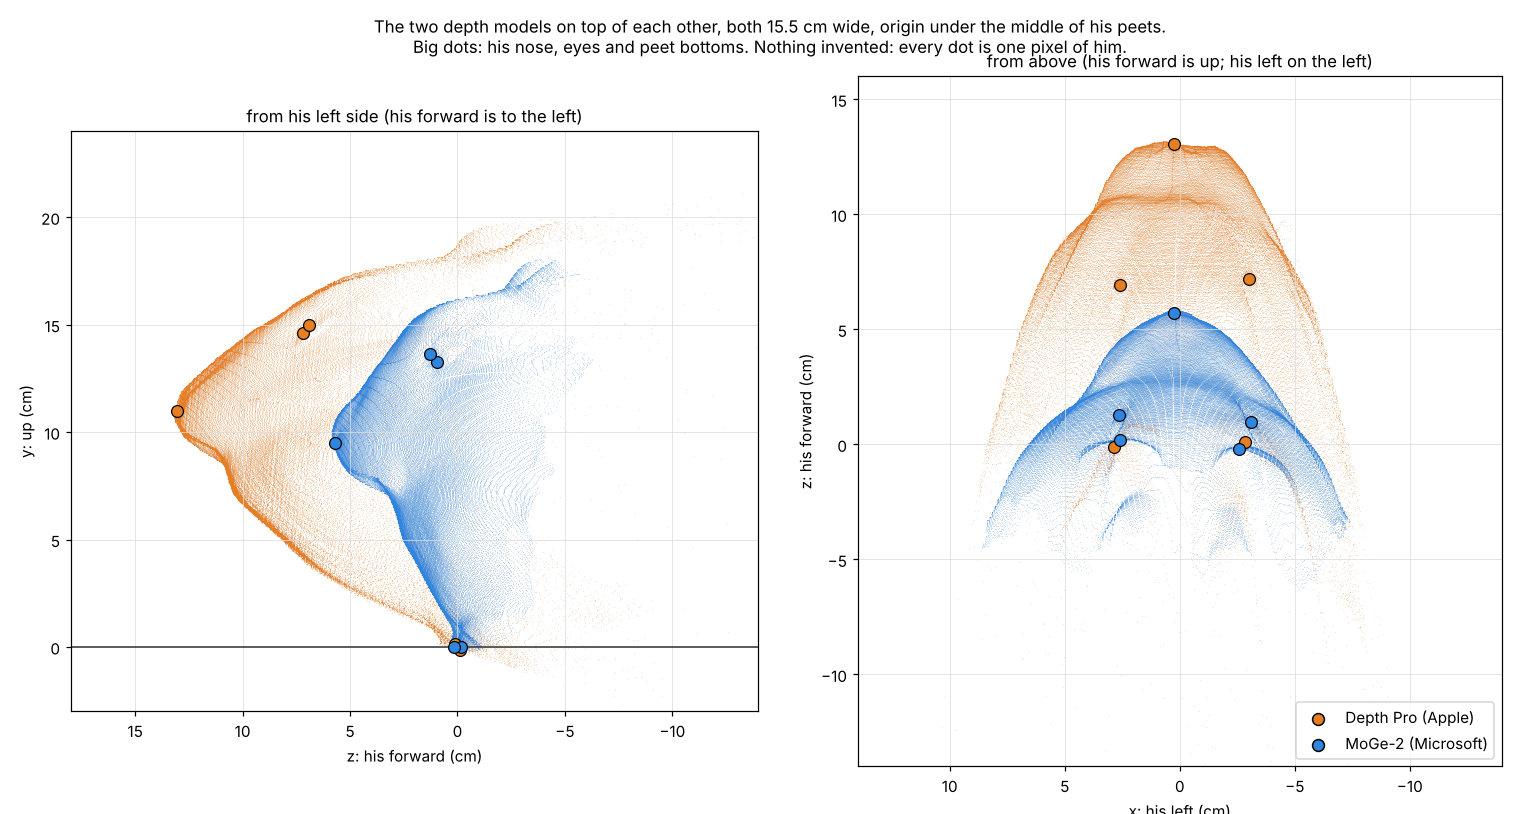 The two depth models on top of each other, both 15.5 cm wide, origin under the middle of his peets.
Big dots: his nose, eyes and peet bottoms. Nothing invented: every dot is one pixel of him.
from his left side (his forward is to the left)
20
15
10
5
0
y: up (cm)
15
10
5
0
−5
−10
z: his forward (cm)
from above (his forward is up; his left on the left)
15
10
5
0
−5
−10
z: his forward (cm)
Depth Pro (Apple)
MoGe-2 (Microsoft)
10
5
0
−5
−10
x: his left (cm)